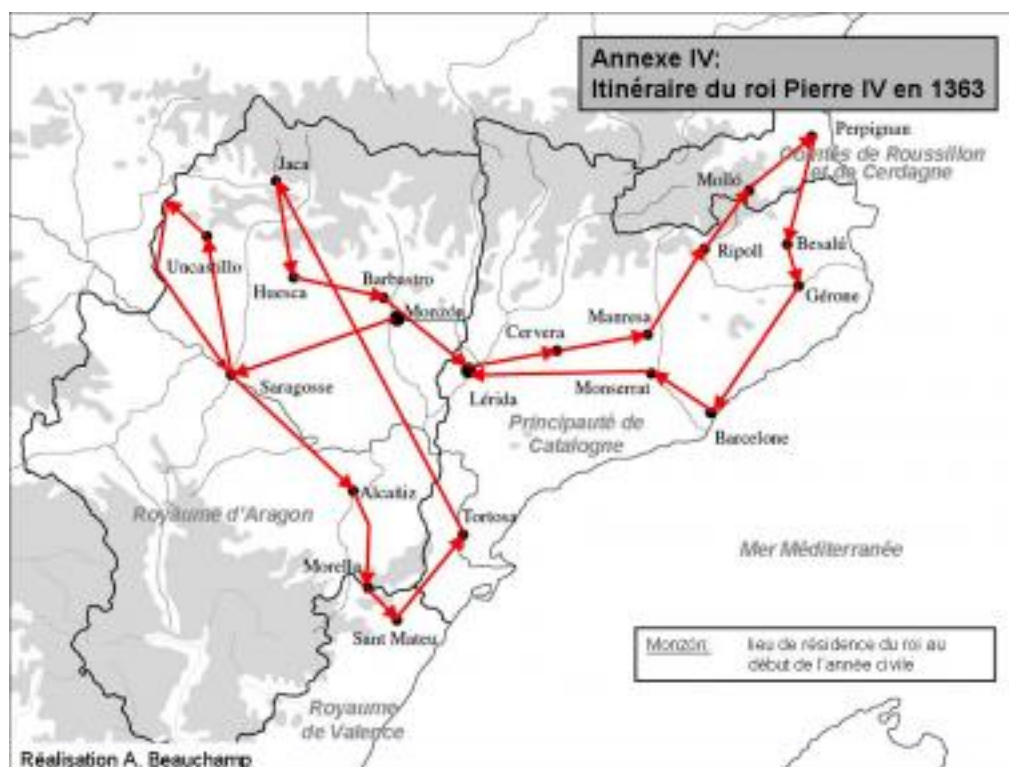 Annexe IV:
Itinéraire du roi Pierre IV en 1363
Perpignan
Comtés de Roussillon
et de Cerdagne
Jaca
Molló
Ripoll
Besalú
Uncastillo
Huesca
Barbastro
Monzón
Gérone
Cervera
Manresa
Saragosse
Lérida
Monserrat
Principauté de
Catalogne
Barcelone
Alcañiz
Royaume d'Aragon
Tortosa
Mer Méditerranée
Morella
Sant Mateu
Monzón: lieu de résidence du roi au
début de l'année civile
Royaume
de Valence
Réalisation A. Beauchamp